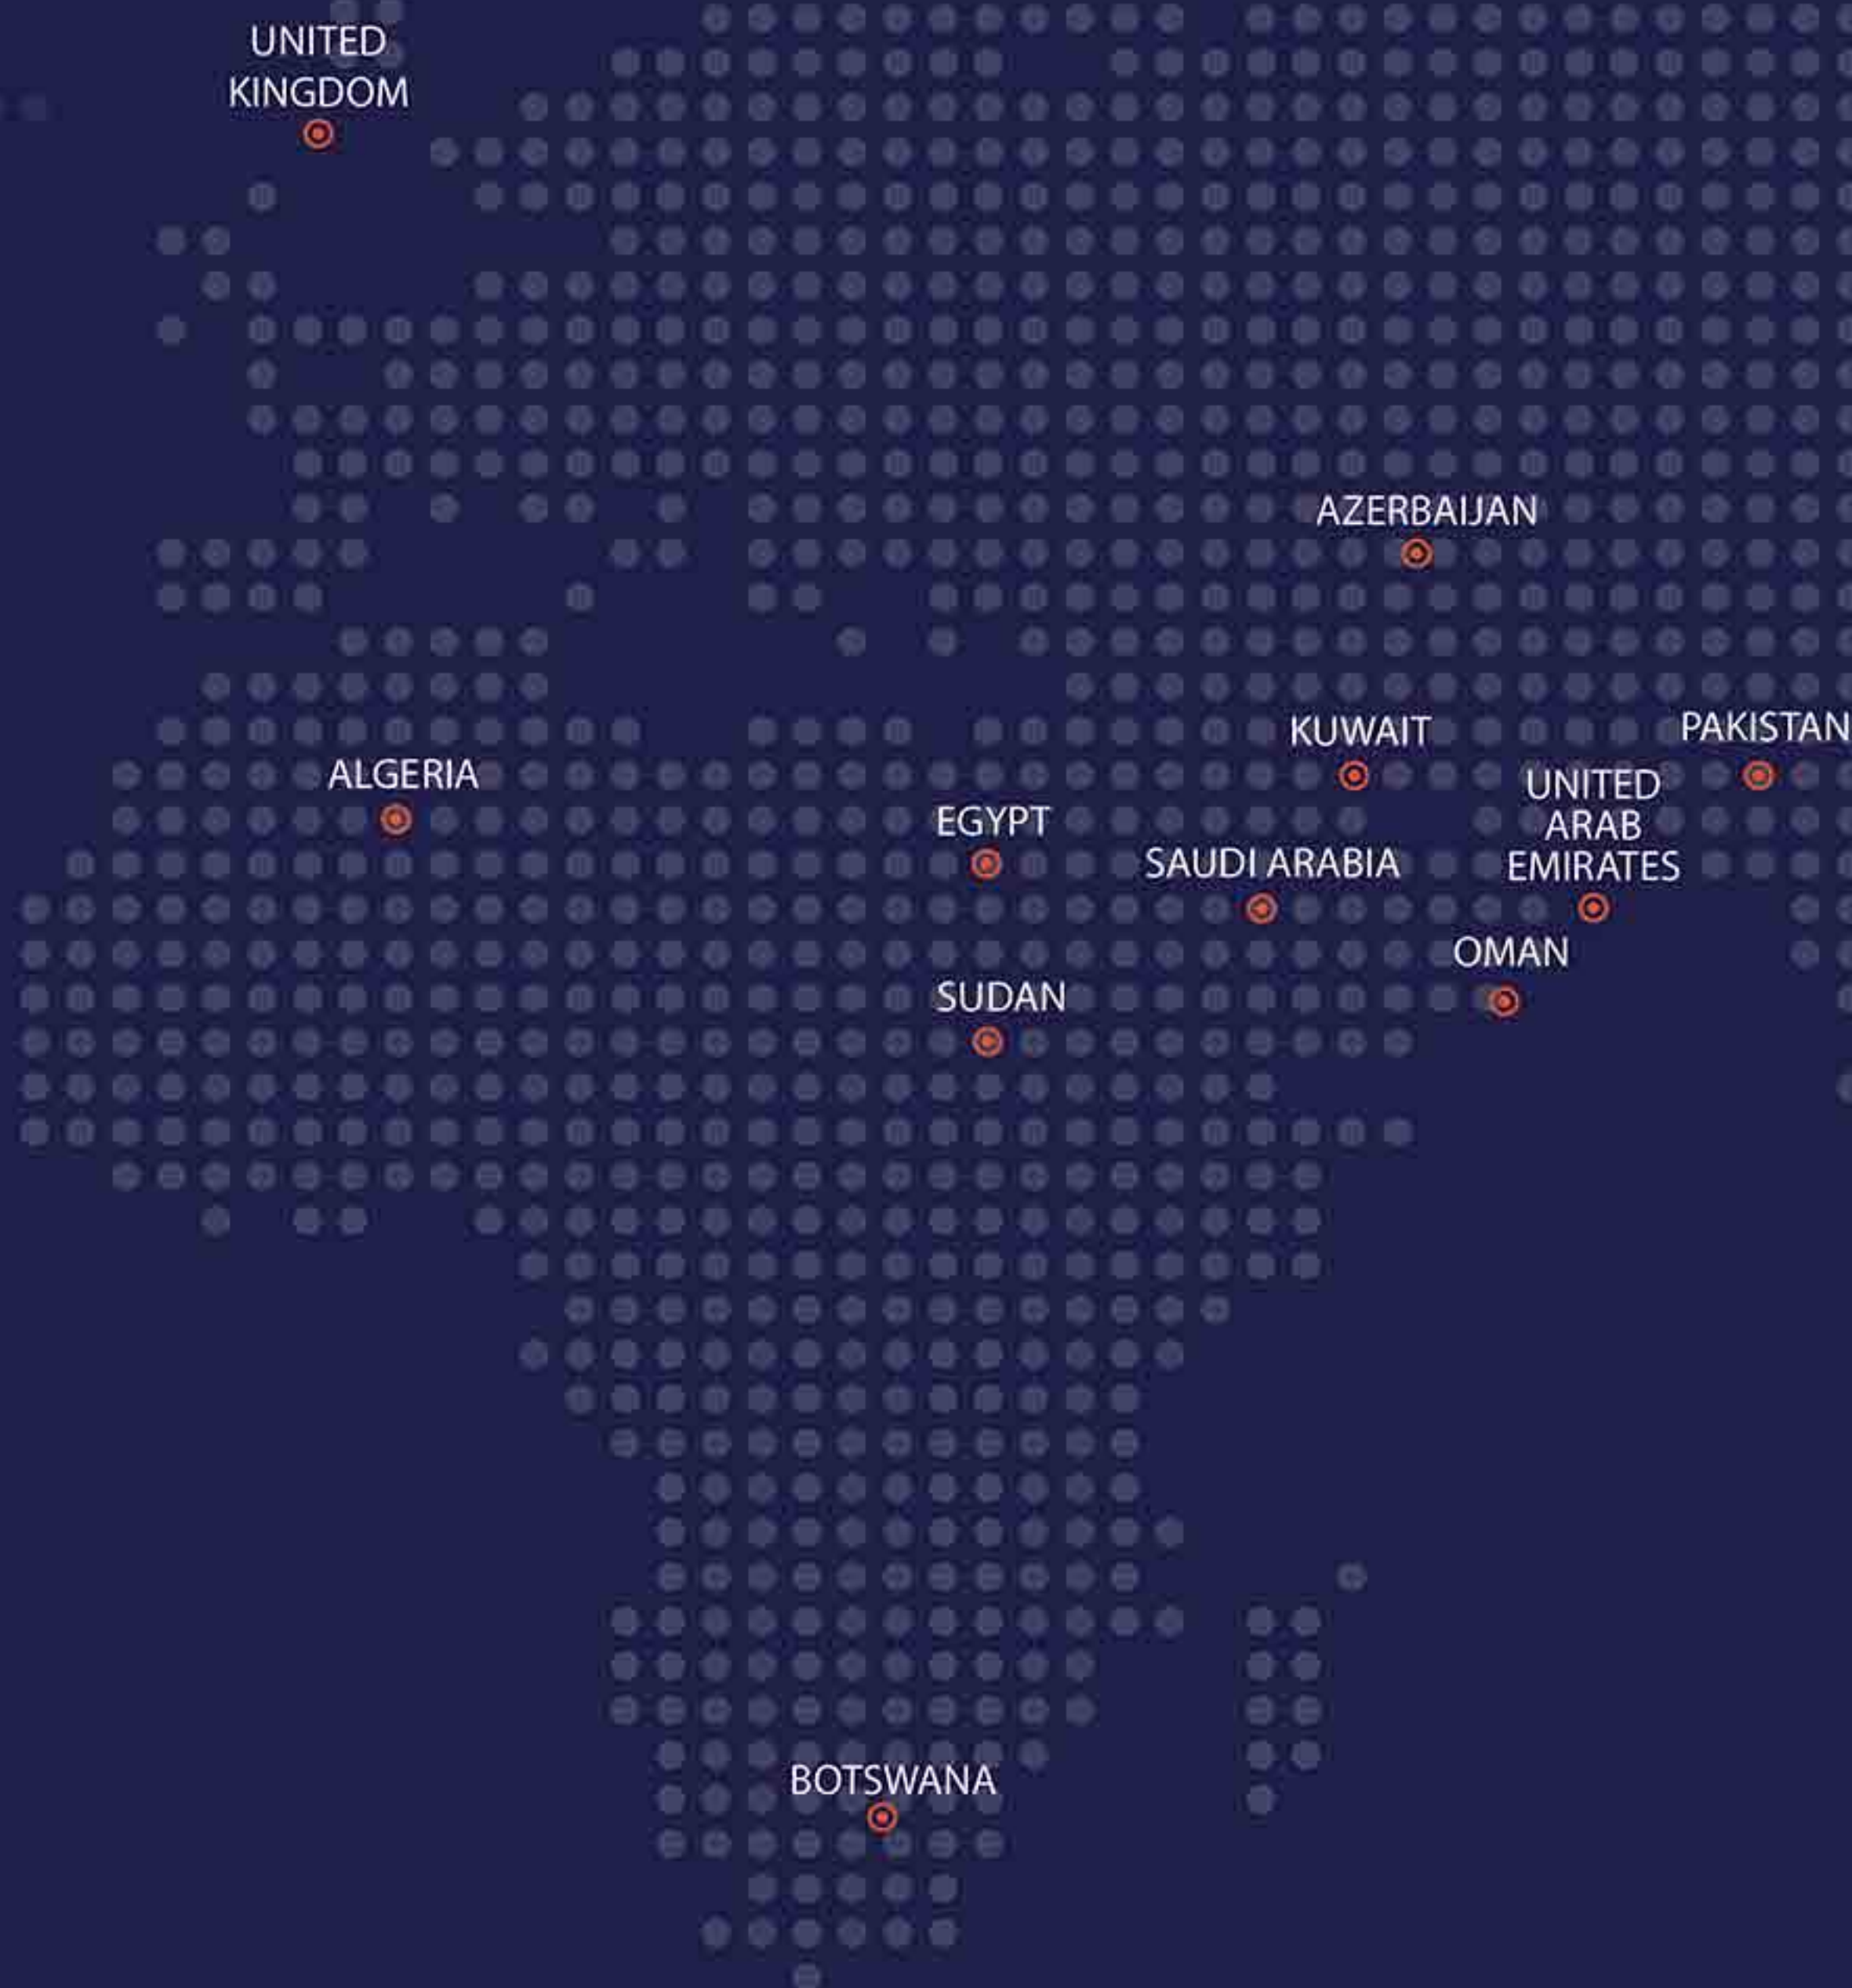 UNITED
KINGDOM
AZERBAIJAN
KUWAIT
PAKISTAN
ALGERIA
UNITED
ARAB
EMIRATES
EGYPT
SAUDI ARABIA
OMAN
SUDAN
BOTSWANA